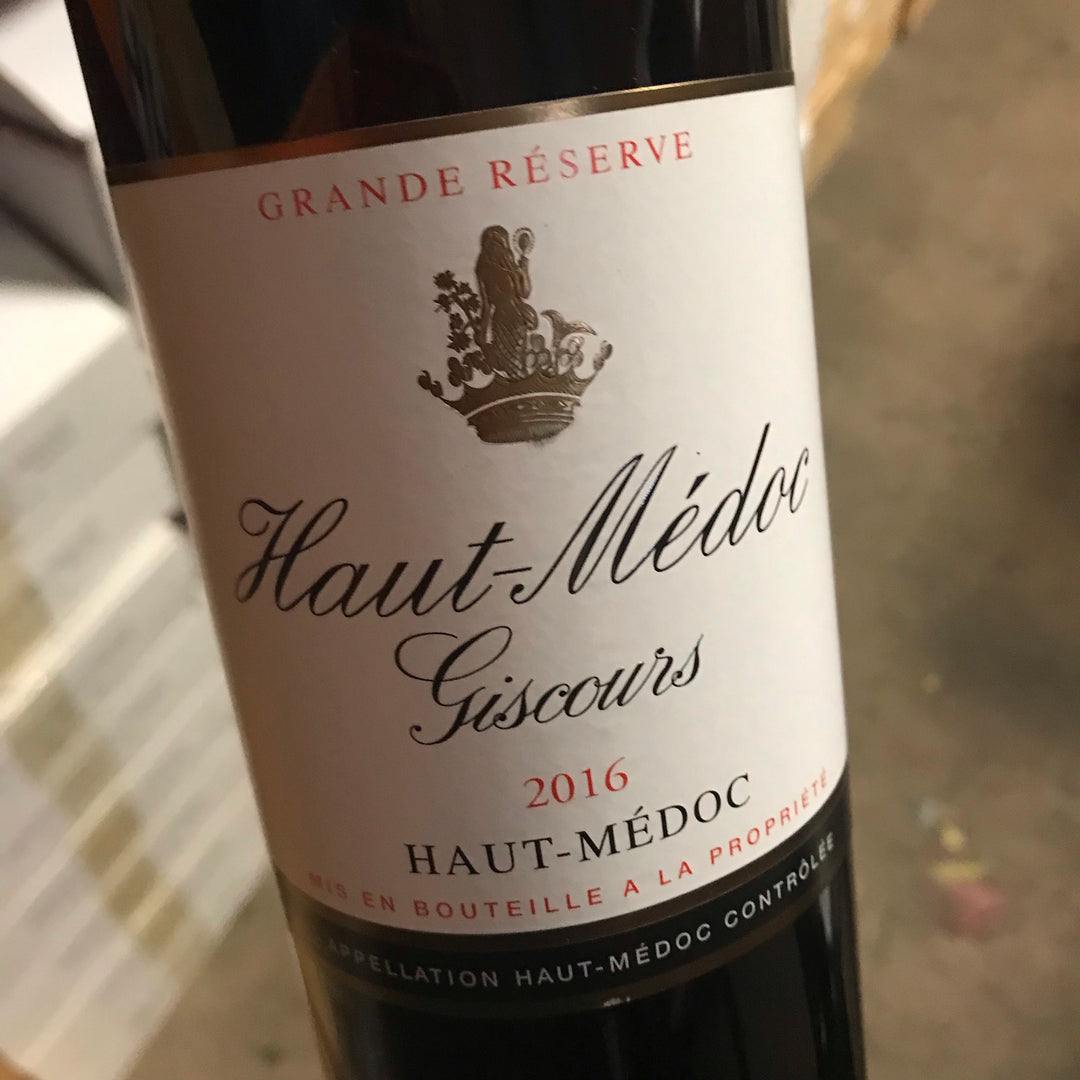 GRANDE RÉSERVE
Haut-Médoc
Giscours
2016
HAUT-MÉDOC
MIS EN BOUTEILLE A LA PROPRIÉTÉ
APPELLATION HAUT-MÉDOC CONTRÔLÉE